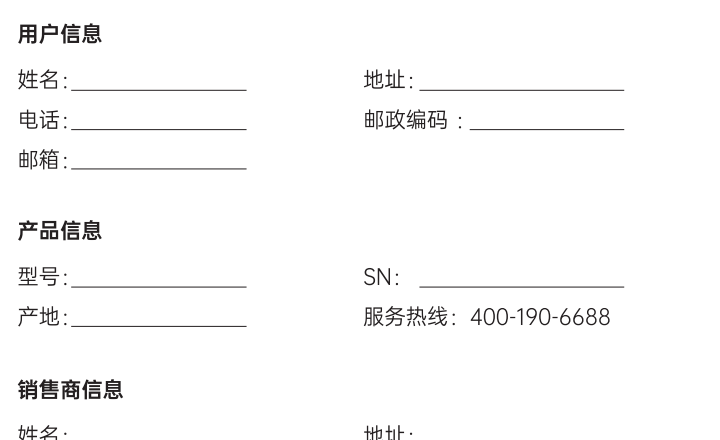 用户信息
姓名:
地址:
电话:
邮政编码 :
邮箱:
产品信息
型号:
SN:
产地:
服务热线: 400-190-6688
销售商信息
姓名:
地址: